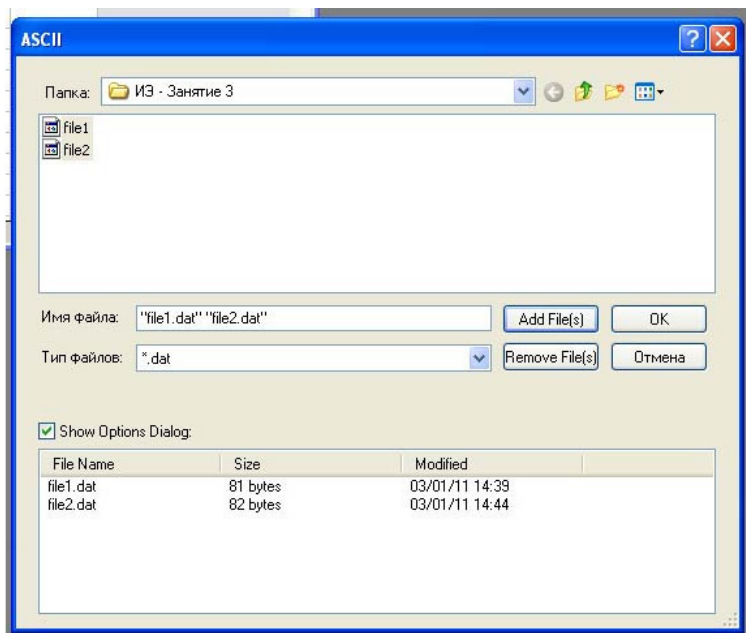 ASCII
Папка: ИЭ - Занятие 3
file1
file2
Имя файла: "file1.dat" "file2.dat" Add File(s) OK
Тип файлов: *.dat Remove File(s) Отмена
Show Options Dialog:
File Name Size Modified
file1.dat 81 bytes 03/01/11 14:39
file2.dat 82 bytes 03/01/11 14:44